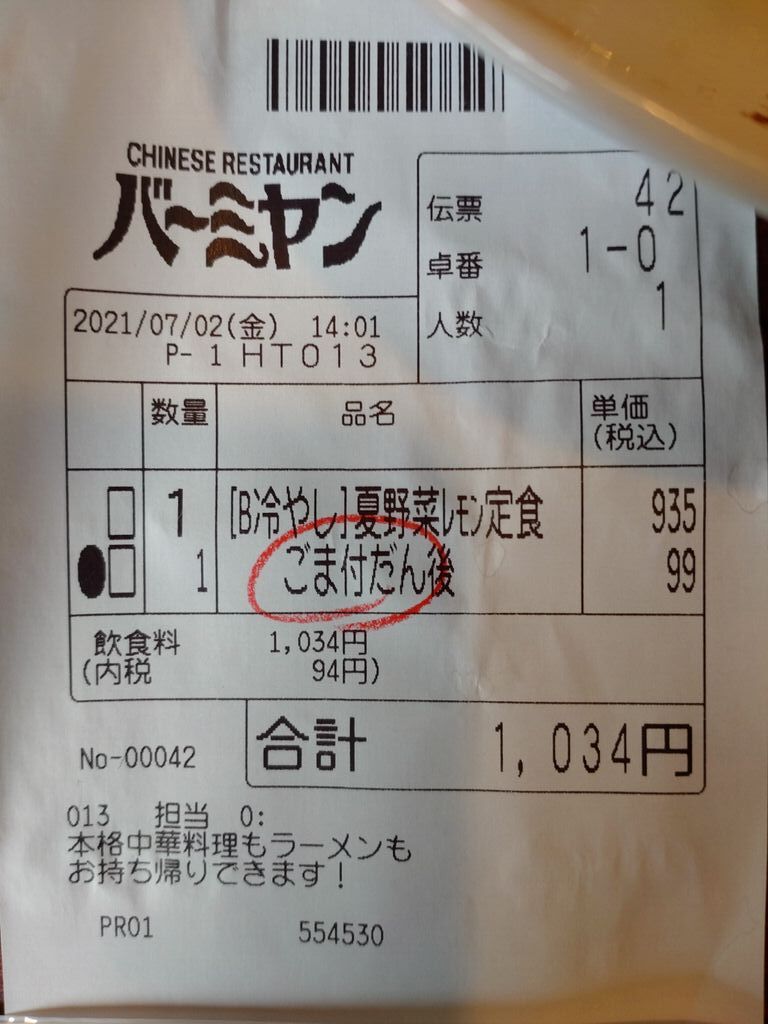 CHINESE RESTAURANT
バーミヤン
伝票 42
卓番 1-0
人数 1
2021/07/02(金) 14:01
P- 1 HT013
数量 品名 単価(税込)
1 [B冷やし]夏野菜レモン定食 935
1 ごま付だん後 99
飲食料 1,034円
(内税 94円)
合計 1,034円
No-00042
013 担当 0:
本格中華料理もラーメンも
お持ち帰りできます!
PR01 554530